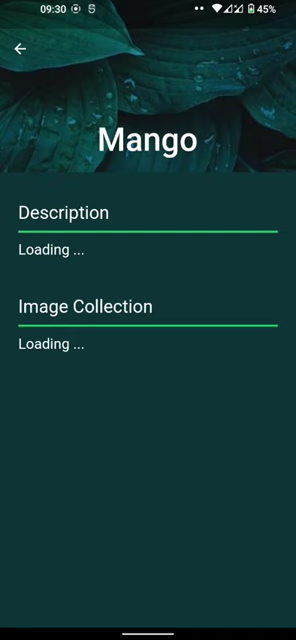 09:30
45%
Mango
Description
Loading ...
Image Collection
Loading ...